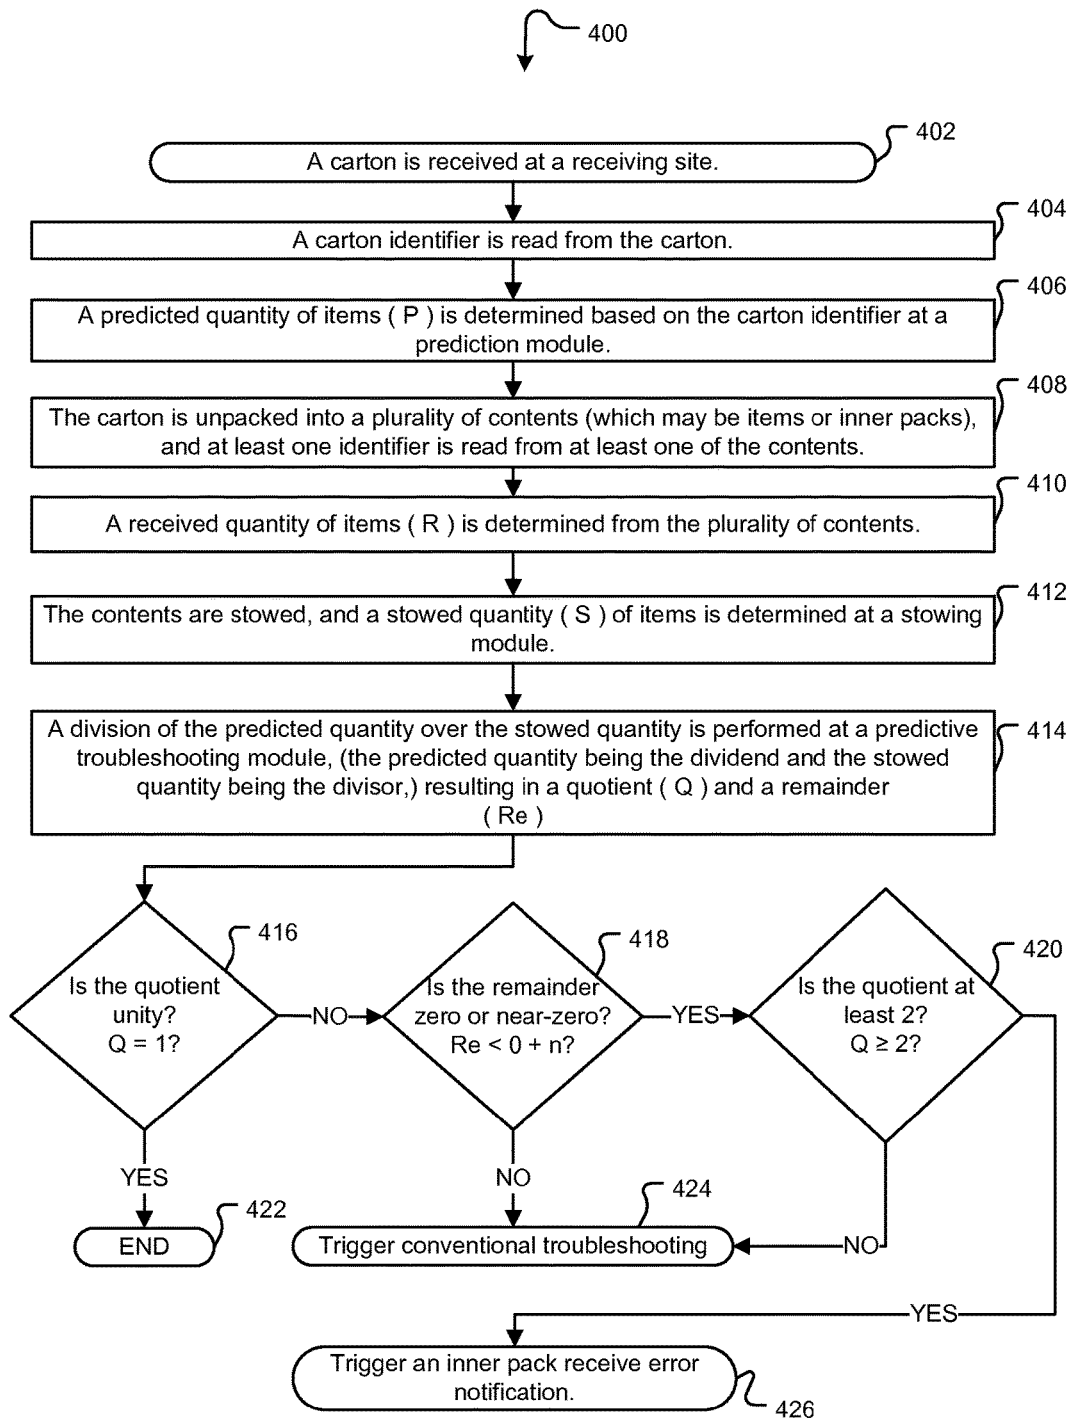 400
402
A carton is received at a receiving site.
404
A carton identifier is read from the carton.
406
A predicted quantity of items ( P ) is determined based on the carton identifier at a
prediction module.
408
The carton is unpacked into a plurality of contents (which may be items or inner packs),
and at least one identifier is read from at least one of the contents.
410
A received quantity of items ( R ) is determined from the plurality of contents.
412
The contents are stowed, and a stowed quantity ( S ) of items is determined at a stowing
module.
414
A division of the predicted quantity over the stowed quantity is performed at a predictive
troubleshooting module, (the predicted quantity being the dividend and the stowed
quantity being the divisor,) resulting in a quotient ( Q ) and a remainder
( Re )
416
Is the quotient
unity?
Q = 1?
NO
418
Is the remainder
zero or near-zero?
Re < 0 + n?
YES
420
Is the quotient at
least 2?
Q ≥ 2?
YES
422
END
NO
424
Trigger conventional troubleshooting
NO
YES
Trigger an inner pack receive error
notification.
426